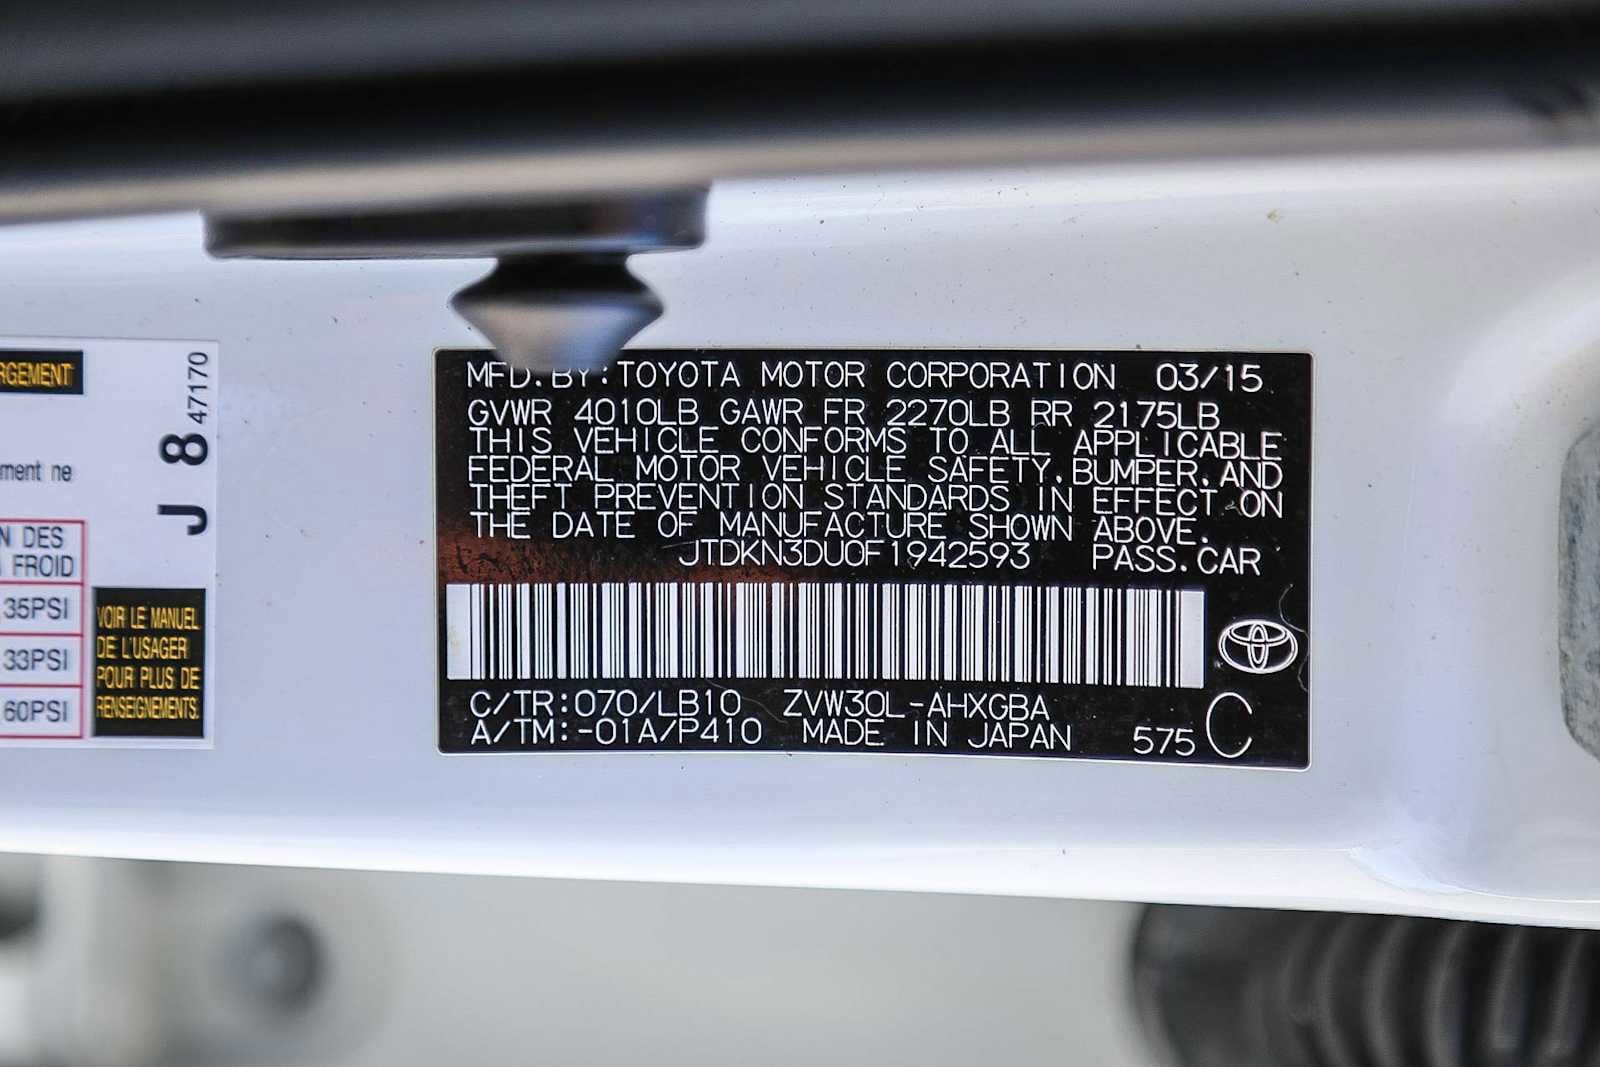 RGEMENT
J 8 47170
ment ne
N DES
FROID
35PSI
33PSI
60PSI
VOIR LE MANUEL
DE L'USAGER
POUR PLUS DE
RENSEIGNEMENTS.
MFD.BY:TOYOTA MOTOR CORPORATION 03/15
GVWR 4010LB GAWR FR 2270LB RR 2175LB
THIS VEHICLE CONFORMS TO ALL APPLICABLE
FEDERAL MOTOR VEHICLE SAFETY,BUMPER,AND
THEFT PREVENTION STANDARDS IN EFFECT ON
THE DATE OF MANUFACTURE SHOWN ABOVE.
JTDKN3DU0F1942593 PASS.CAR
C/TR:070/LB10 ZVW30L-AHXGBA
A/TM:-01A/P410 MADE IN JAPAN 575 C